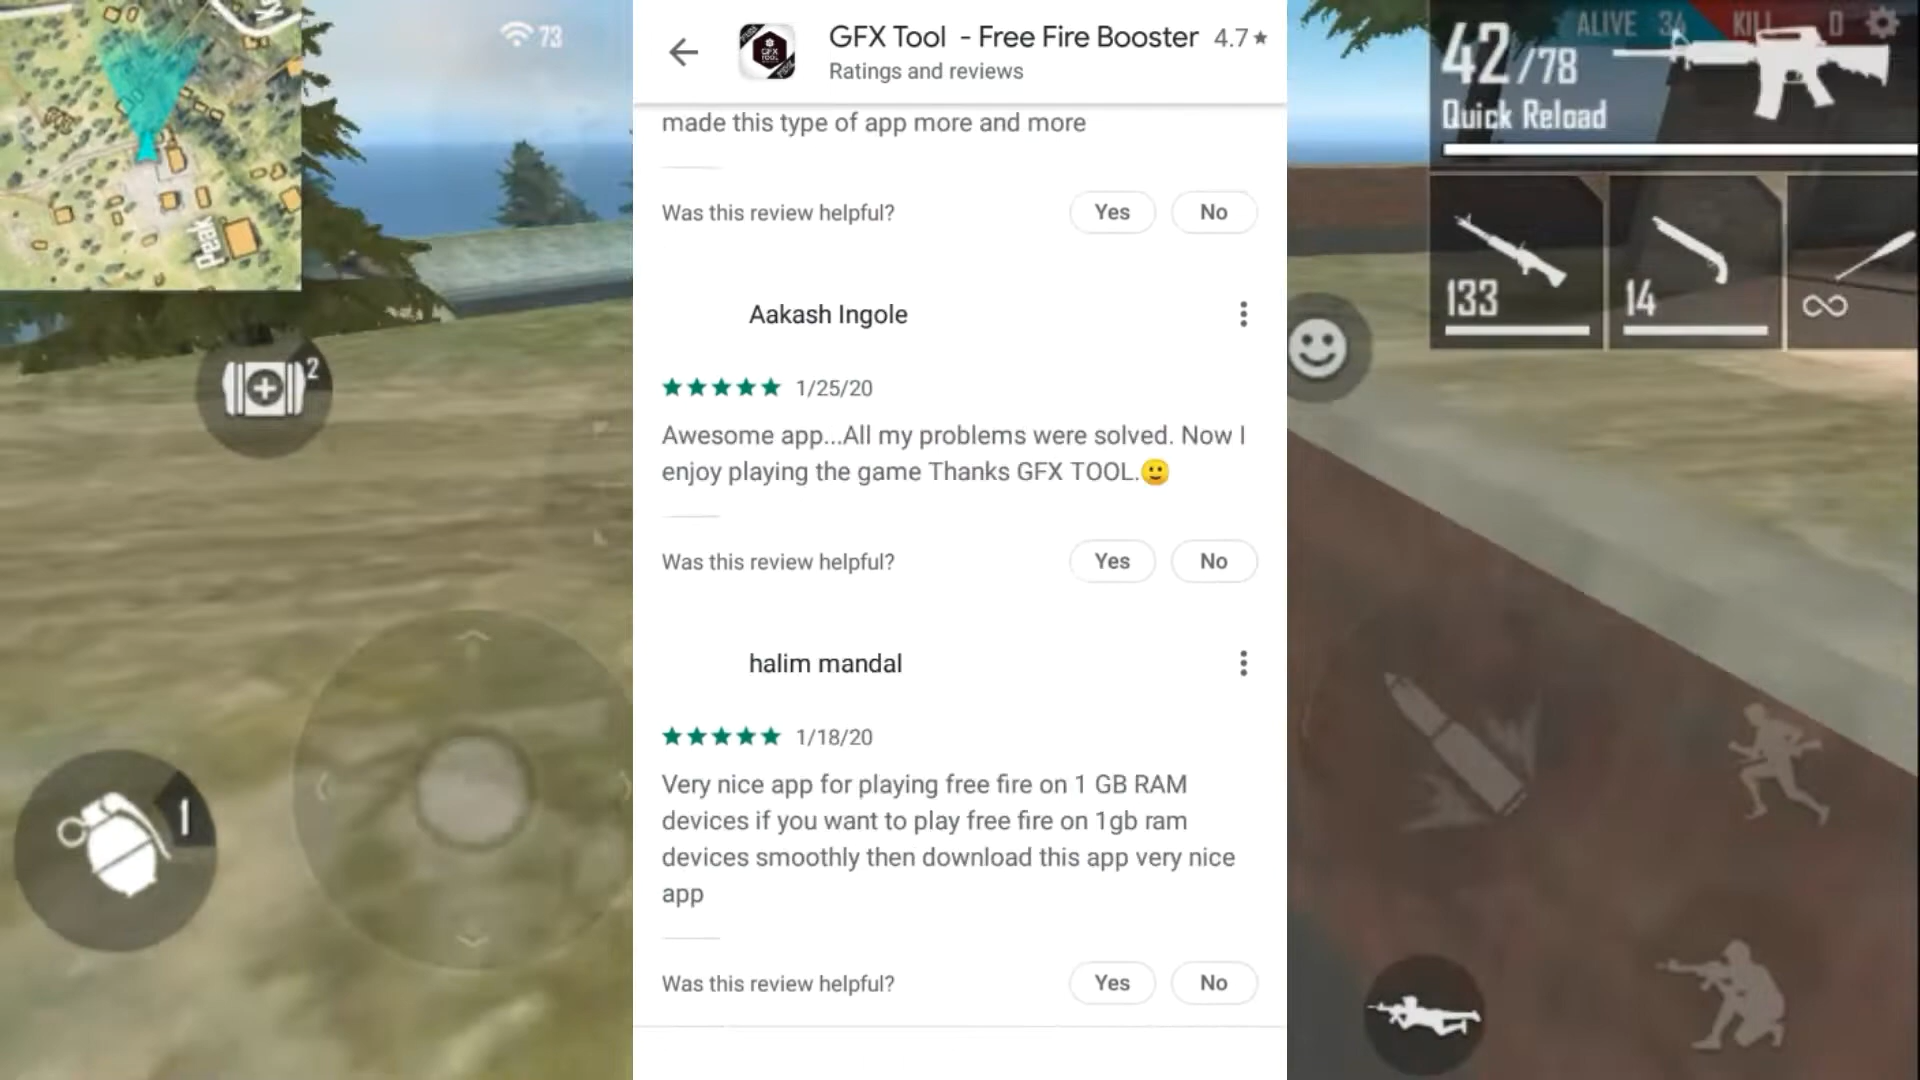 73
Peak
2
1
GFX Tool - Free Fire Booster 4.7★
Ratings and reviews
made this type of app more and more
Was this review helpful? Yes No
Aakash Ingole
★★★★★ 1/25/20
Awesome app...All my problems were solved. Now I
enjoy playing the game Thanks GFX TOOL.🙂
Was this review helpful? Yes No
halim mandal
★★★★★ 1/18/20
Very nice app for playing free fire on 1 GB RAM
devices if you want to play free fire on 1gb ram
devices smoothly then download this app very nice
app
Was this review helpful? Yes No
ALIVE 34 KILL 0
42/78
Quick Reload
133 14 ∞